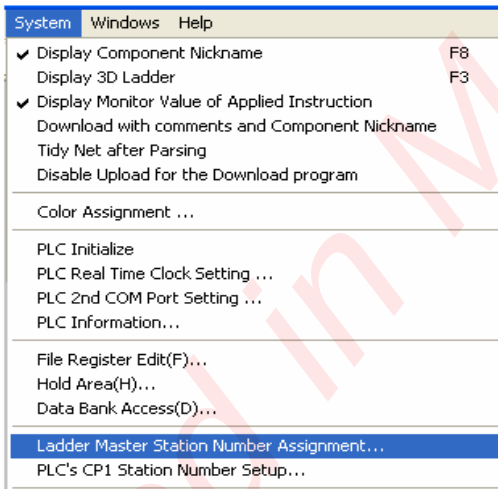 System Windows Help
Display Component Nickname F8
Display 3D Ladder F3
Display Monitor Value of Applied Instruction
Download with comments and Component Nickname
Tidy Net after Parsing
Disable Upload for the Download program
Color Assignment ...
PLC Initialize
PLC Real Time Clock Setting ...
PLC 2nd COM Port Setting ...
PLC Information...
File Register Edit(F)...
Hold Area(H)...
Data Bank Access(D)...
Ladder Master Station Number Assignment...
PLC's CP1 Station Number Setup...